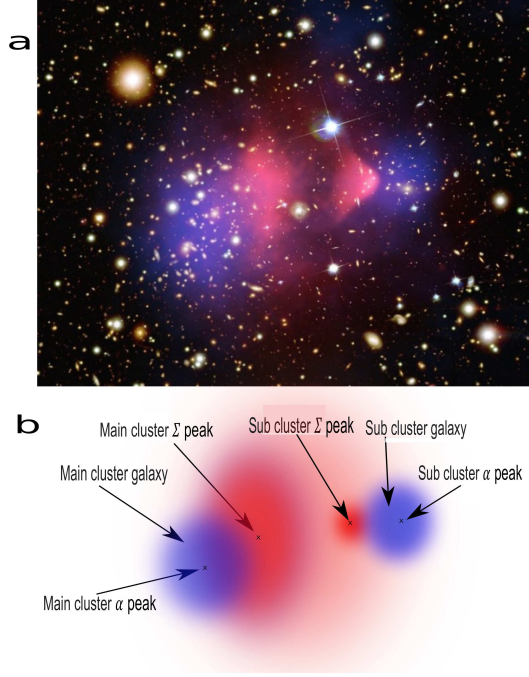 a
b
Main cluster Σ peak
Sub cluster Σ peak
Sub cluster galaxy
Main cluster galaxy
Sub cluster α peak
Main cluster α peak